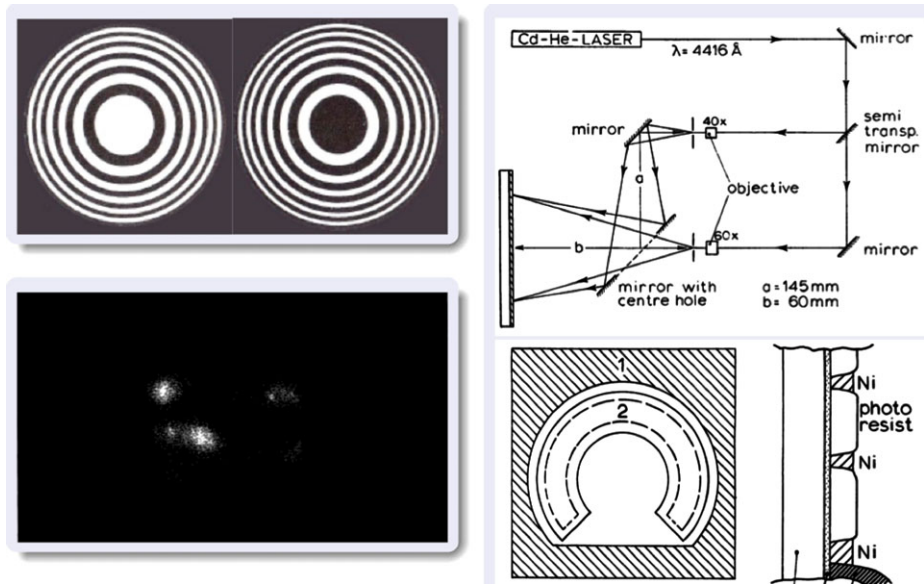 Cd-He-LASER
λ=4416 Å
mirror
semi
transp.
mirror
mirror
40x
a
objective
60x
b
mirror
mirror with
centre hole
a=145mm
b= 60mm
1
2
Ni
photo
resist
Ni
Ni